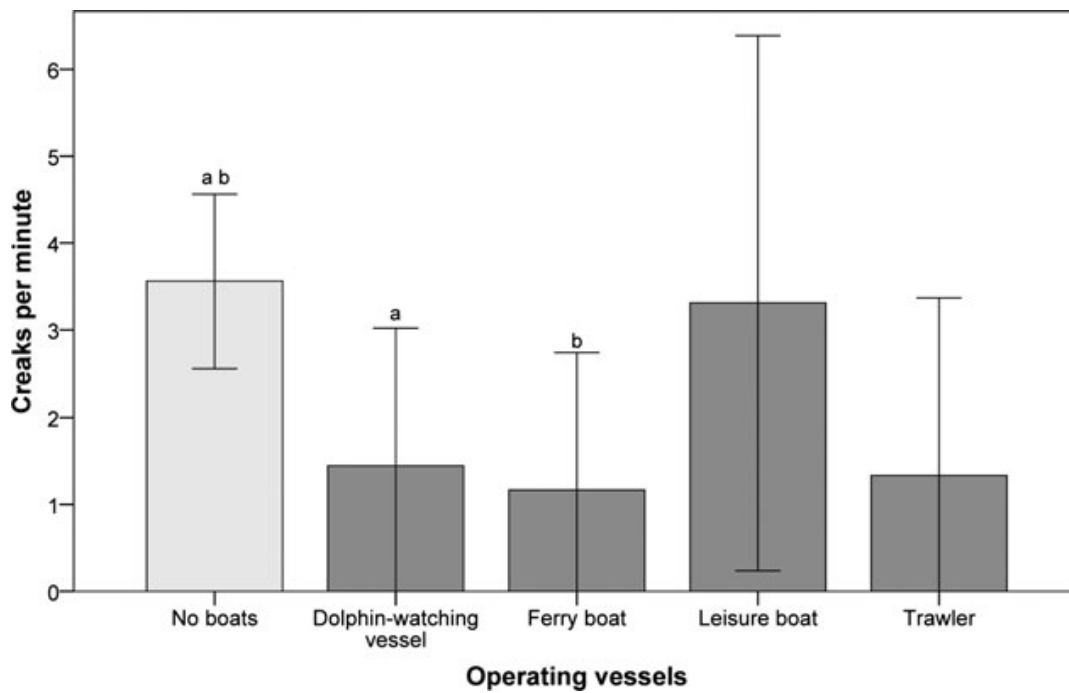 Creaks per minute
6
5
4
3
2
1
0
a b
a
b
No boats
Dolphin-watching
vessel
Ferry boat
Leisure boat
Trawler
Operating vessels